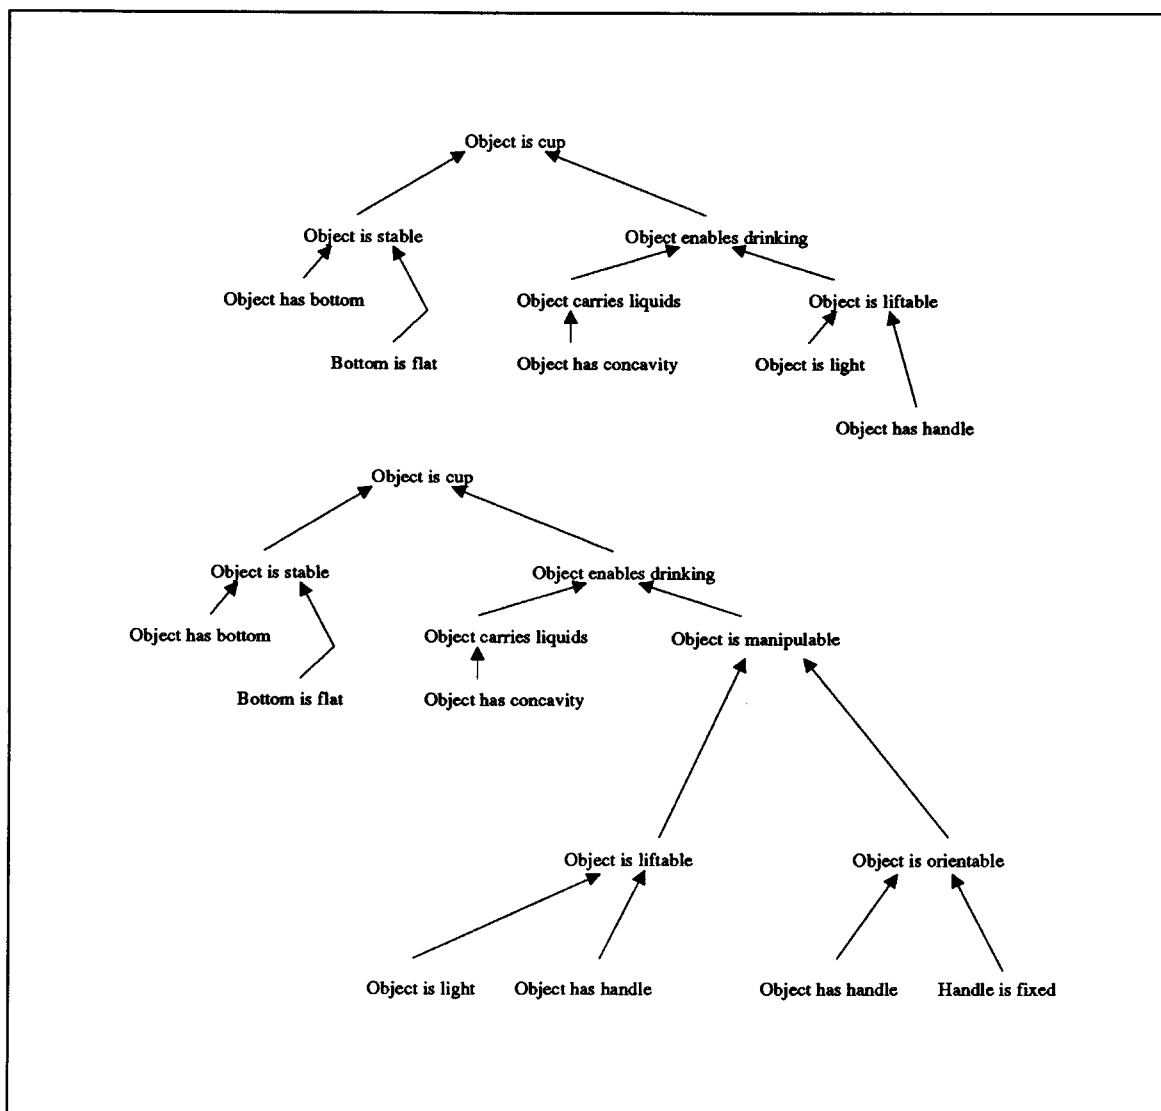 Object is cup
Object is stable
Object enables drinking
Object has bottom
Object carries liquids
Object is liftable
Bottom is flat
Object has concavity
Object is light
Object has handle
Object is cup
Object is stable
Object enables drinking
Object has bottom
Object carries liquids
Object is manipulable
Bottom is flat
Object has concavity
Object is liftable
Object is orientable
Object is light
Object has handle
Object has handle
Handle is fixed